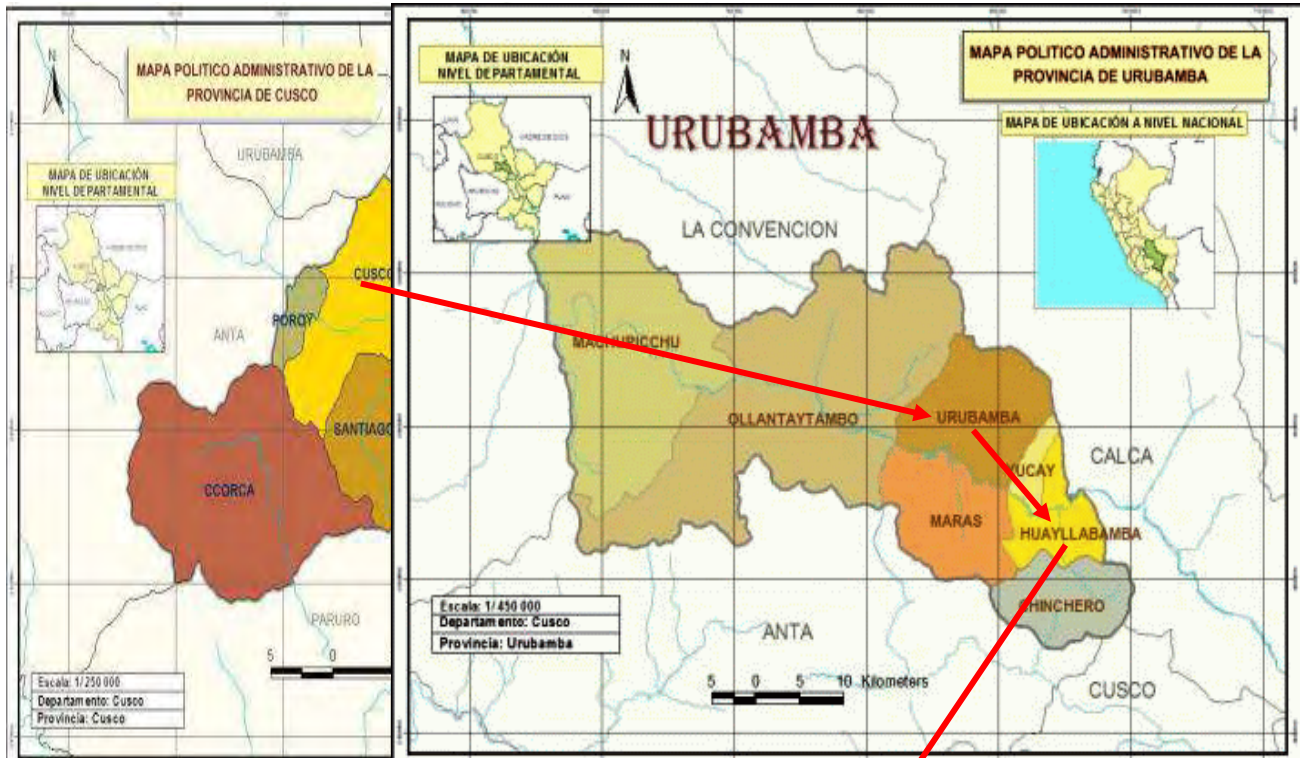 N
MAPA POLITICO ADMINISTRATIVO DE LA
PROVINCIA DE CUSCO
URUBAMBA
MAPA DE UBICACIÓN
NIVEL DEPARTAMENTAL
CUSCO
POROY
ANTA
SANTIAGO
CCORCA
PARURO
5 0
Escala: 1/250 000
Departamento: Cusco
Provincia: Cusco
MAPA DE UBICACIÓN
NIVEL DEPARTAMENTAL
N
URUBAMBA
MAPA POLITICO ADMINISTRATIVO DE LA
PROVINCIA DE URUBAMBA
MAPA DE UBICACIÓN A NIVEL NACIONAL
LA CONVENCION
MACHUPICCHU
OLLANTAYTAMBO
URUBAMBA
CALCA
YUCAY
MARAS
HUAYLLABAMBA
CHINCHERO
ANTA
CUSCO
Escala: 1/450 000
Departamento: Cusco
Provincia: Urubamba
5 0 5 10 Kilometers